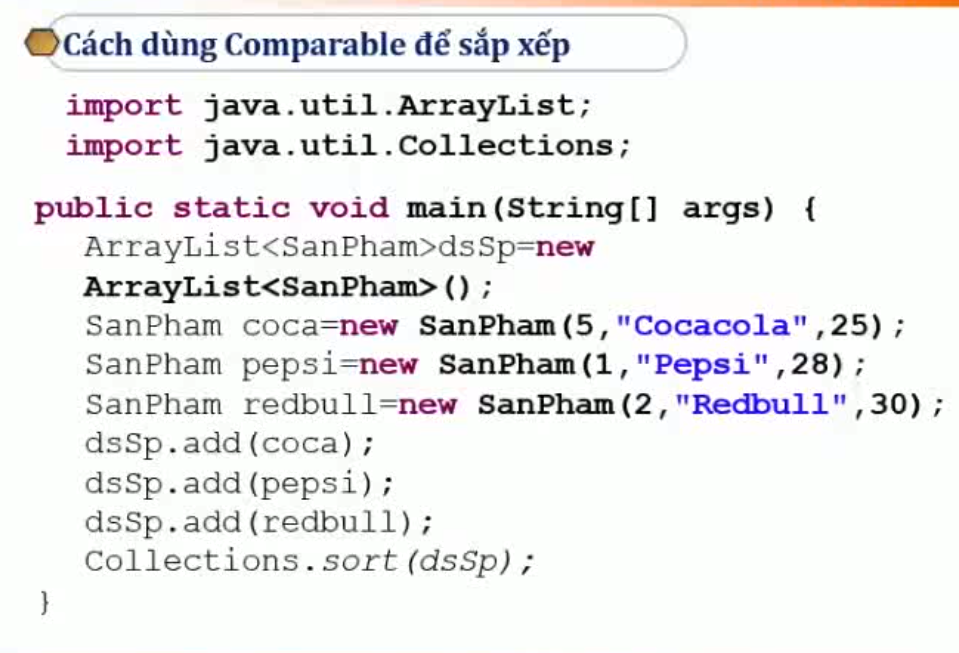 Cách dùng Comparable để sắp xếp
import java.util.ArrayList;
import java.util.Collections;
public static void main(String[] args) {
ArrayList<SanPham>dsSp=new
ArrayList<SanPham>();
SanPham coca=new SanPham(5,"Cocacola",25);
SanPham pepsi=new SanPham(1,"Pepsi",28);
SanPham redbull=new SanPham(2,"Redbull",30);
dsSp.add(coca);
dsSp.add(pepsi);
dsSp.add(redbull);
Collections.sort(dsSp);
}